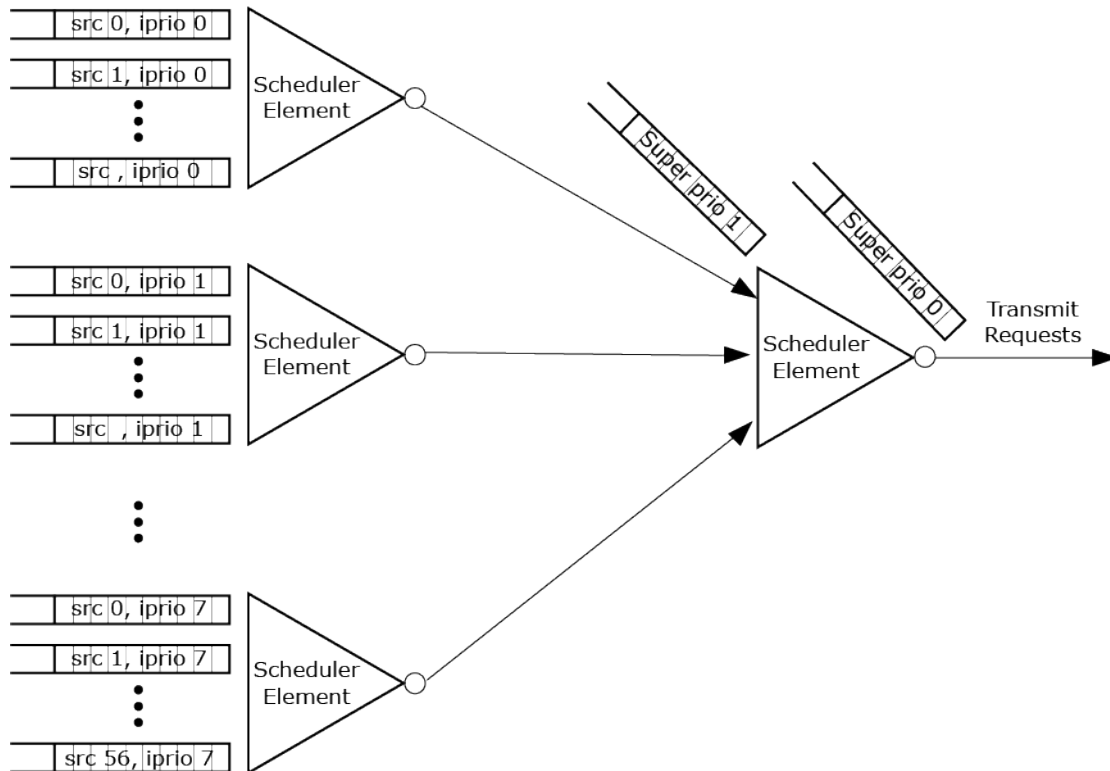 src 0, iprio 0
src 1, iprio 0
src , iprio 0
Scheduler
Element
src 0, iprio 1
src 1, iprio 1
src , iprio 1
Scheduler
Element
src 0, iprio 7
src 1, iprio 7
src 56, iprio 7
Scheduler
Element
Super prio 1
Super prio 0
Scheduler
Element
Transmit
Requests